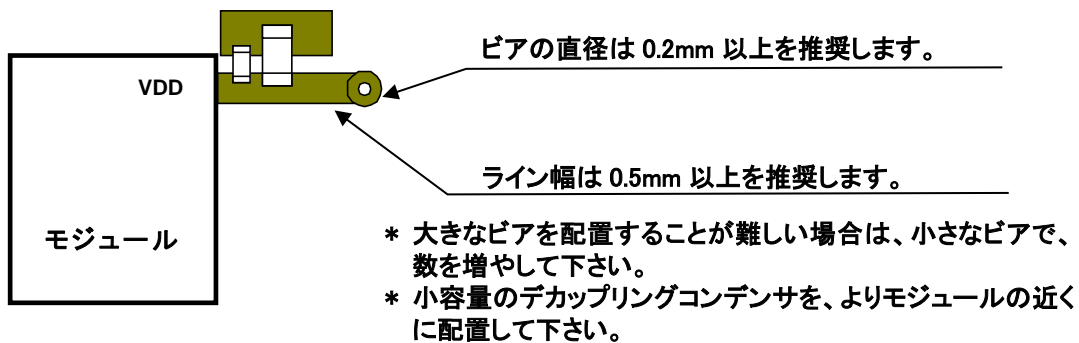 ビアの直径は 0.2mm 以上を推奨します。
VDD
ライン幅は 0.5mm 以上を推奨します。
モジュール
* 大きなビアを配置することが難しい場合は、小さなビアで、
数を増やして下さい。
* 小容量のデカップリングコンデンサを、よりモジュールの近く
に配置して下さい。